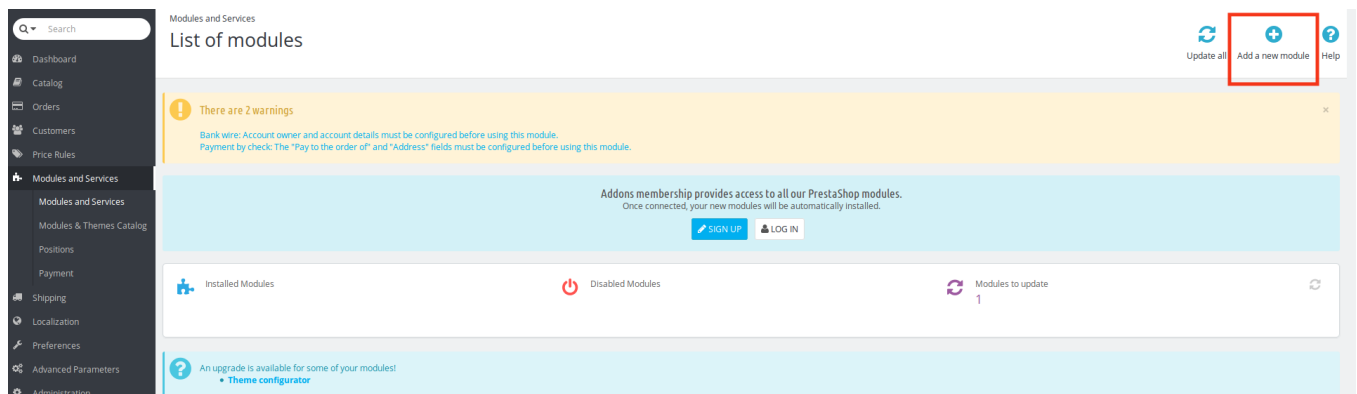 Search
Dashboard
Catalog
Orders
Customers
Price Rules
Modules and Services
Modules and Services
Modules & Themes Catalog
Positions
Payment
Shipping
Localization
Preferences
Advanced Parameters
Administration
Modules and Services
List of modules
Update all
Add a new module
Help
There are 2 warnings
Bank wire: Account owner and account details must be configured before using this module.
Payment by check: The "Pay to the order of" and "Address" fields must be configured before using this module.
Addons membership provides access to all our PrestaShop modules.
Once connected, your new modules will be automatically installed.
SIGN UP
LOG IN
Installed Modules
Disabled Modules
Modules to update
1
An upgrade is available for some of your modules!
Theme configurator